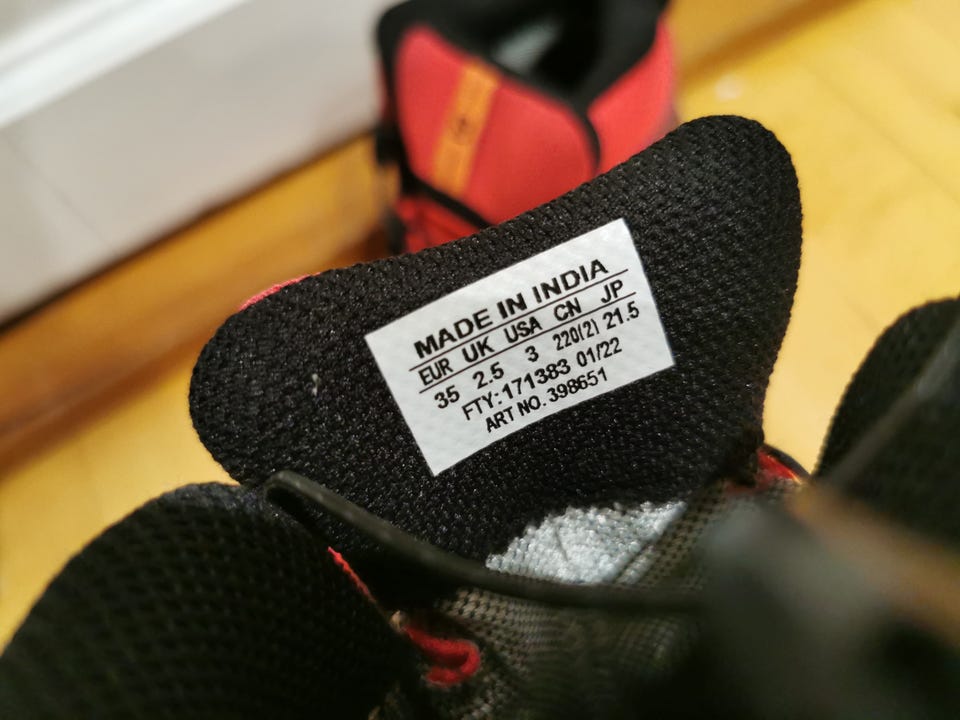 MADE IN INDIA
EUR UK USA CN JP
35 2.5 3 220(2) 21.5
FTY:171383 01/22
ART NO. 398651